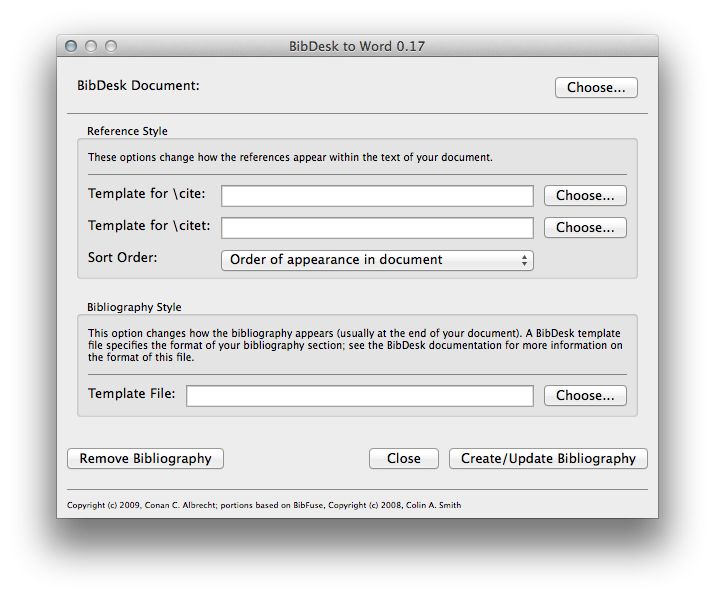 BibDesk to Word 0.17
BibDesk Document:
Choose...
Reference Style
These options change how the references appear within the text of your document.
Template for \cite:
Choose...
Template for \citet:
Choose...
Sort Order:
Order of appearance in document
Bibliography Style
This option changes how the bibliography appears (usually at the end of your document). A BibDesk template
file specifies the format of your bibliography section; see the BibDesk documentation for more information on
the format of this file.
Template File:
Choose...
Remove Bibliography
Close
Create/Update Bibliography
Copyright (c) 2009, Conan C. Albrecht; portions based on BibFuse, Copyright (c) 2008, Colin A. Smith